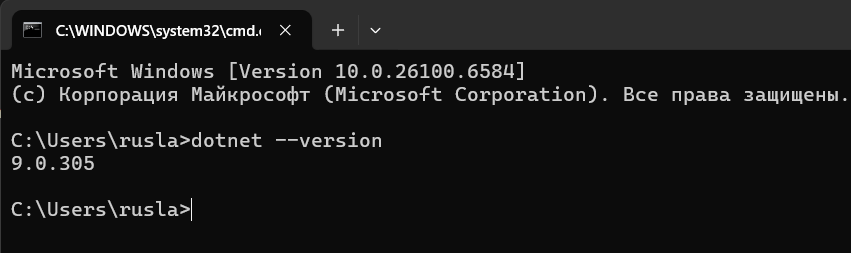 C:\WINDOWS\system32\cmd.
Microsoft Windows [Version 10.0.26100.6584]
(c) Корпорация Майкрософт (Microsoft Corporation). Все права защищены.
C:\Users\rusla>dotnet --version
9.0.305
C:\Users\rusla>